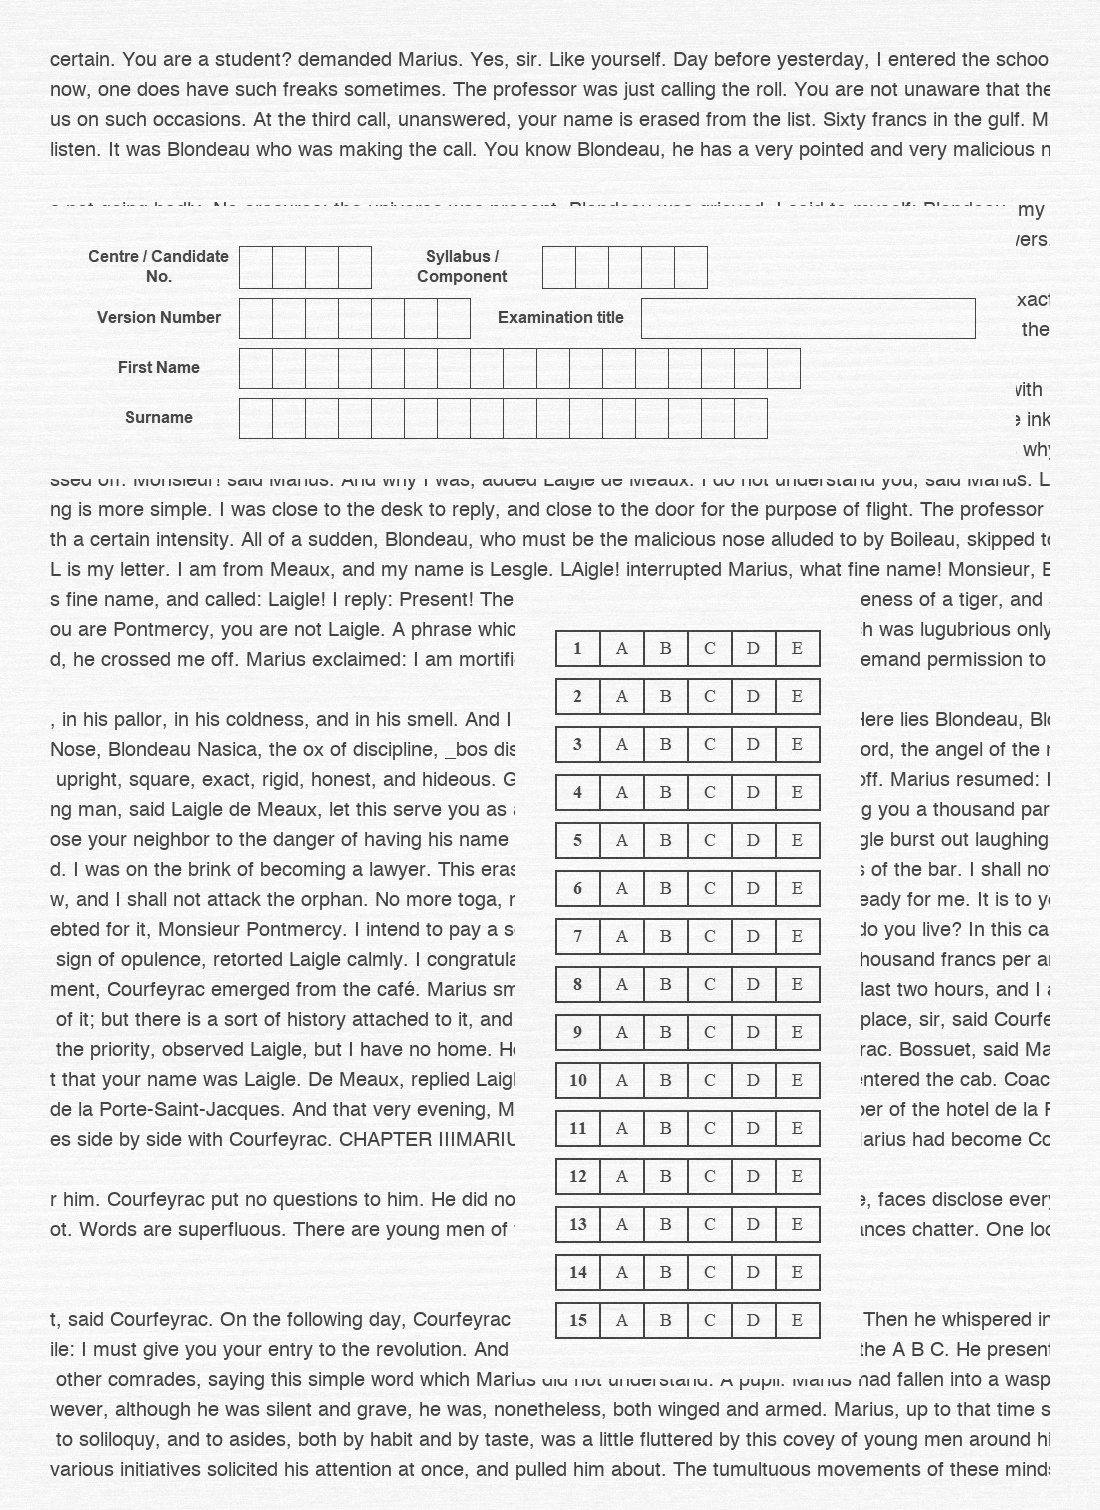 certain. You are a student? demanded Marius. Yes, sir. Like yourself. Day before yesterday, I entered the schoo
now, one does have such freaks sometimes. The professor was just calling the roll. You are not unaware that the
us on such occasions. At the third call, unanswered, your name is erased from the list. Sixty francs in the gulf. M
listen. It was Blondeau who was making the call. You know Blondeau, he has a very pointed and very malicious n
a not going badly. No erasures; the universe was present. Blondeau was grieved. I said to myself: Blondeau, my
vers.
Centre / Candidate No.
Syllabus / Component
xact
Version Number
Examination title
the
First Name
with
Surname
ink
why
ssed off. Monsieur! said Marius. And why I was, added Laigle de Meaux. I do not understand you, said Marius. L
ng is more simple. I was close to the desk to reply, and close to the door for the purpose of flight. The professor
th a certain intensity. All of a sudden, Blondeau, who must be the malicious nose alluded to by Boileau, skipped to
L is my letter. I am from Meaux, and my name is Lesgle. LAigle! interrupted Marius, what fine name! Monsieur, B
s fine name, and called: Laigle! I reply: Present! The eneness of a tiger, and
ou are Pontmercy, you are not Laigle. A phrase whic h was lugubrious only
d, he crossed me off. Marius exclaimed: I am mortifi emand permission to
, in his pallor, in his coldness, and in his smell. And I Here lies Blondeau, Blo
Nose, Blondeau Nasica, the ox of discipline, _bos dis ord, the angel of the r
upright, square, exact, rigid, honest, and hideous. G off. Marius resumed: I
ng man, said Laigle de Meaux, let this serve you as a g you a thousand par
ose your neighbor to the danger of having his name gle burst out laughing
d. I was on the brink of becoming a lawyer. This eras s of the bar. I shall no
w, and I shall not attack the orphan. No more toga, n eady for me. It is to yo
ebted for it, Monsieur Pontmercy. I intend to pay a so do you live? In this ca
sign of opulence, retorted Laigle calmly. I congratula housand francs per an
ment, Courfeyrac emerged from the café. Marius sm last two hours, and I a
of it; but there is a sort of history attached to it, and place, sir, said Courfe
the priority, observed Laigle, but I have no home. He rac. Bossuet, said Ma
t that your name was Laigle. De Meaux, replied Laigl entered the cab. Coac
de la Porte-Saint-Jacques. And that very evening, M ber of the hotel de la P
es side by side with Courfeyrac. CHAPTER IIIMARIU arius had become Co
r him. Courfeyrac put no questions to him. He did no e, faces disclose every
ot. Words are superfluous. There are young men of ances chatter. One loo
t, said Courfeyrac. On the following day, Courfeyrac Then he whispered in
ile: I must give you your entry to the revolution. And the A B C. He present
1 A B C D E
2 A B C D E
3 A B C D E
4 A B C D E
5 A B C D E
6 A B C D E
7 A B C D E
8 A B C D E
9 A B C D E
10 A B C D E
11 A B C D E
12 A B C D E
13 A B C D E
14 A B C D E
15 A B C D E
other comrades, saying this simple word which Marius did not understand: A pupil. Marius had fallen into a wasp
wever, although he was silent and grave, he was, nonetheless, both winged and armed. Marius, up to that time s
to soliloquy, and to asides, both by habit and by taste, was a little fluttered by this covey of young men around hi
various initiatives solicited his attention at once, and pulled him about. The tumultuous movements of these minds